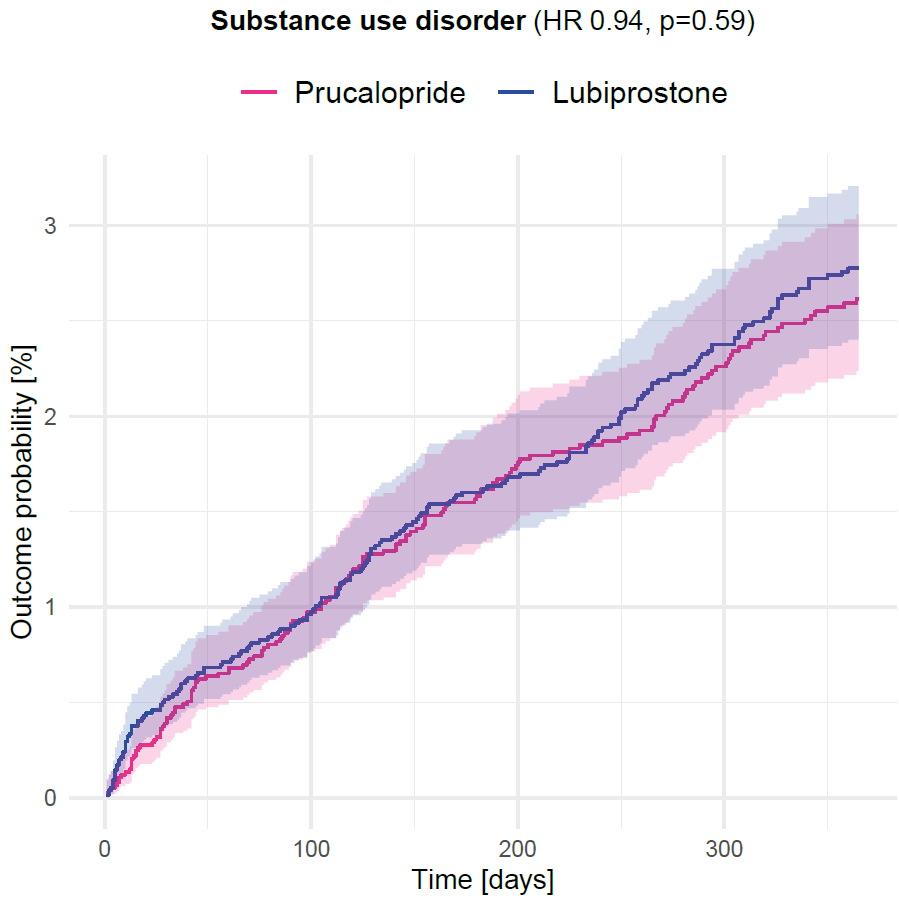 Substance use disorder (HR 0.94, p=0.59)
Prucalopride Lubiprostone
3
2
1
0
Outcome probability [%]
0 100 200 300
Time [days]